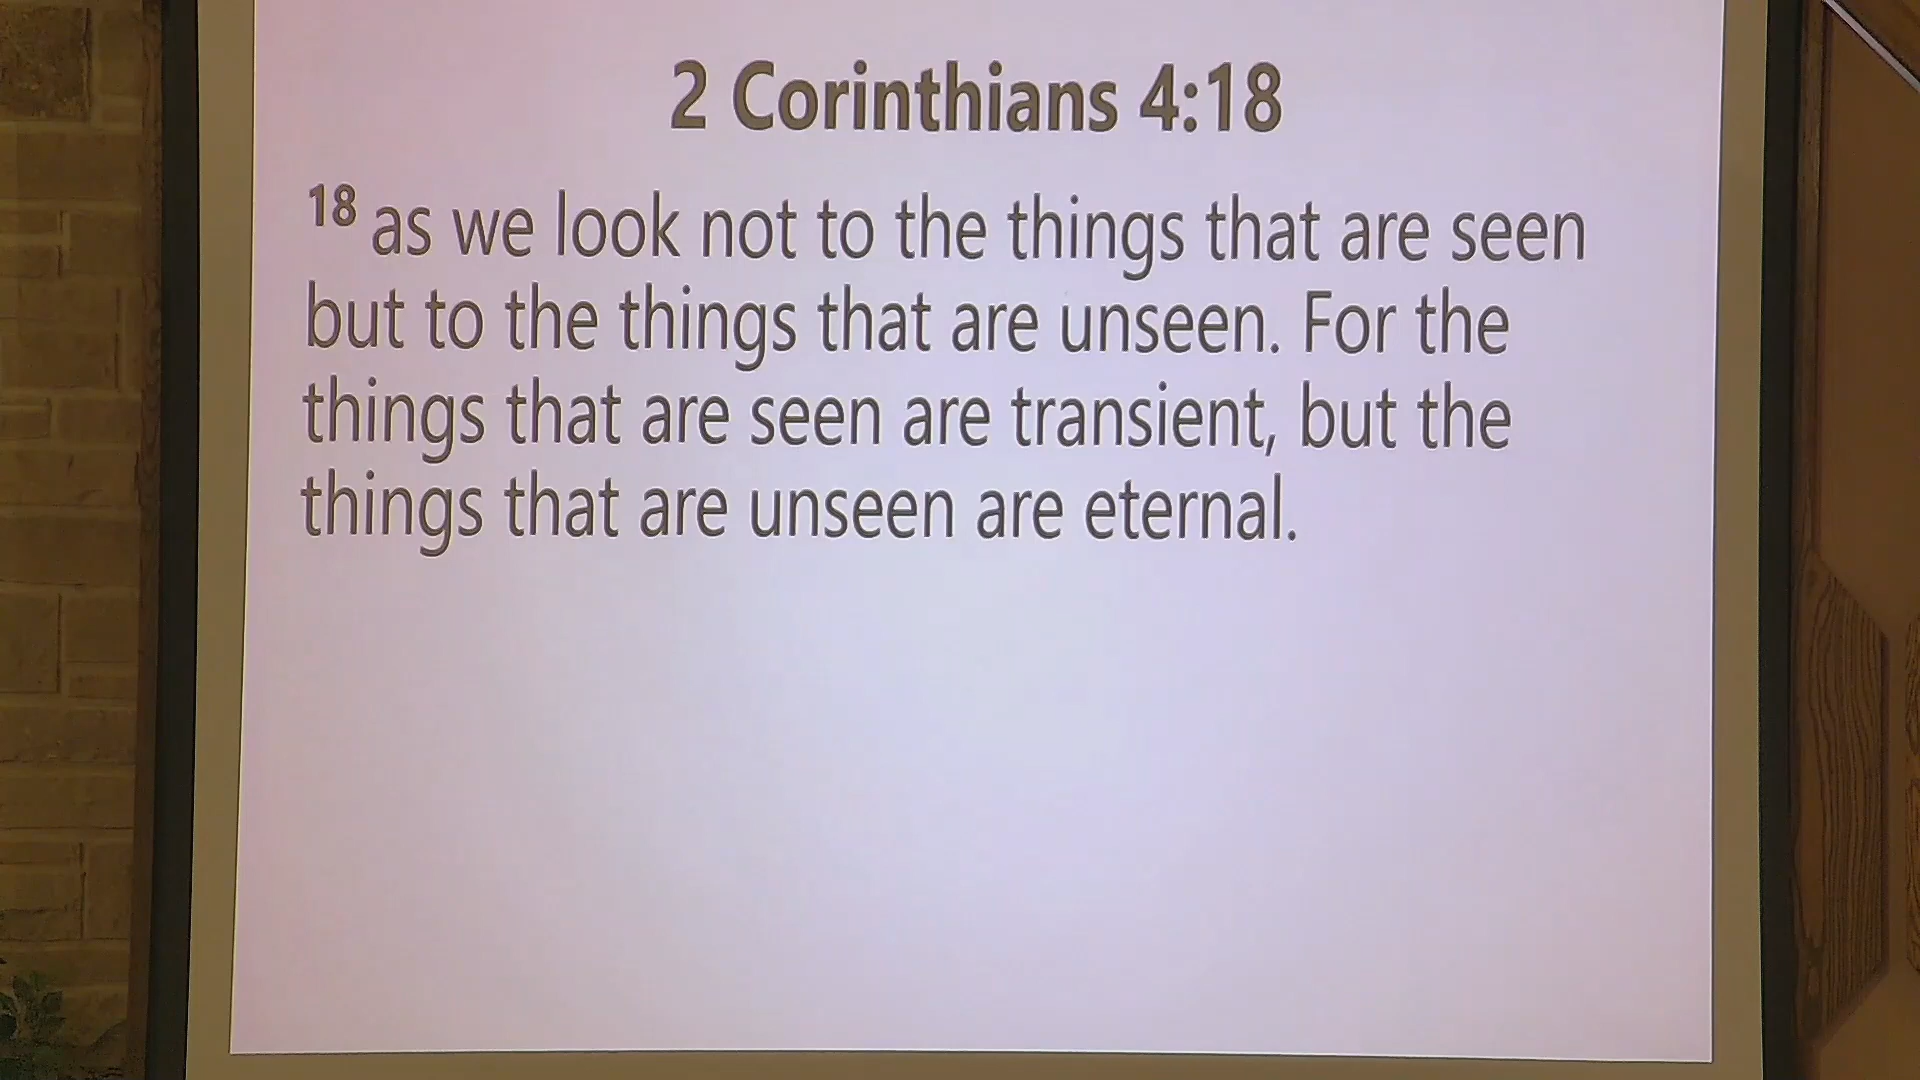 2 Corinthians 4:18
18 as we look not to the things that are seen
but to the things that are unseen. For the
things that are seen are transient, but the
things that are unseen are eternal.